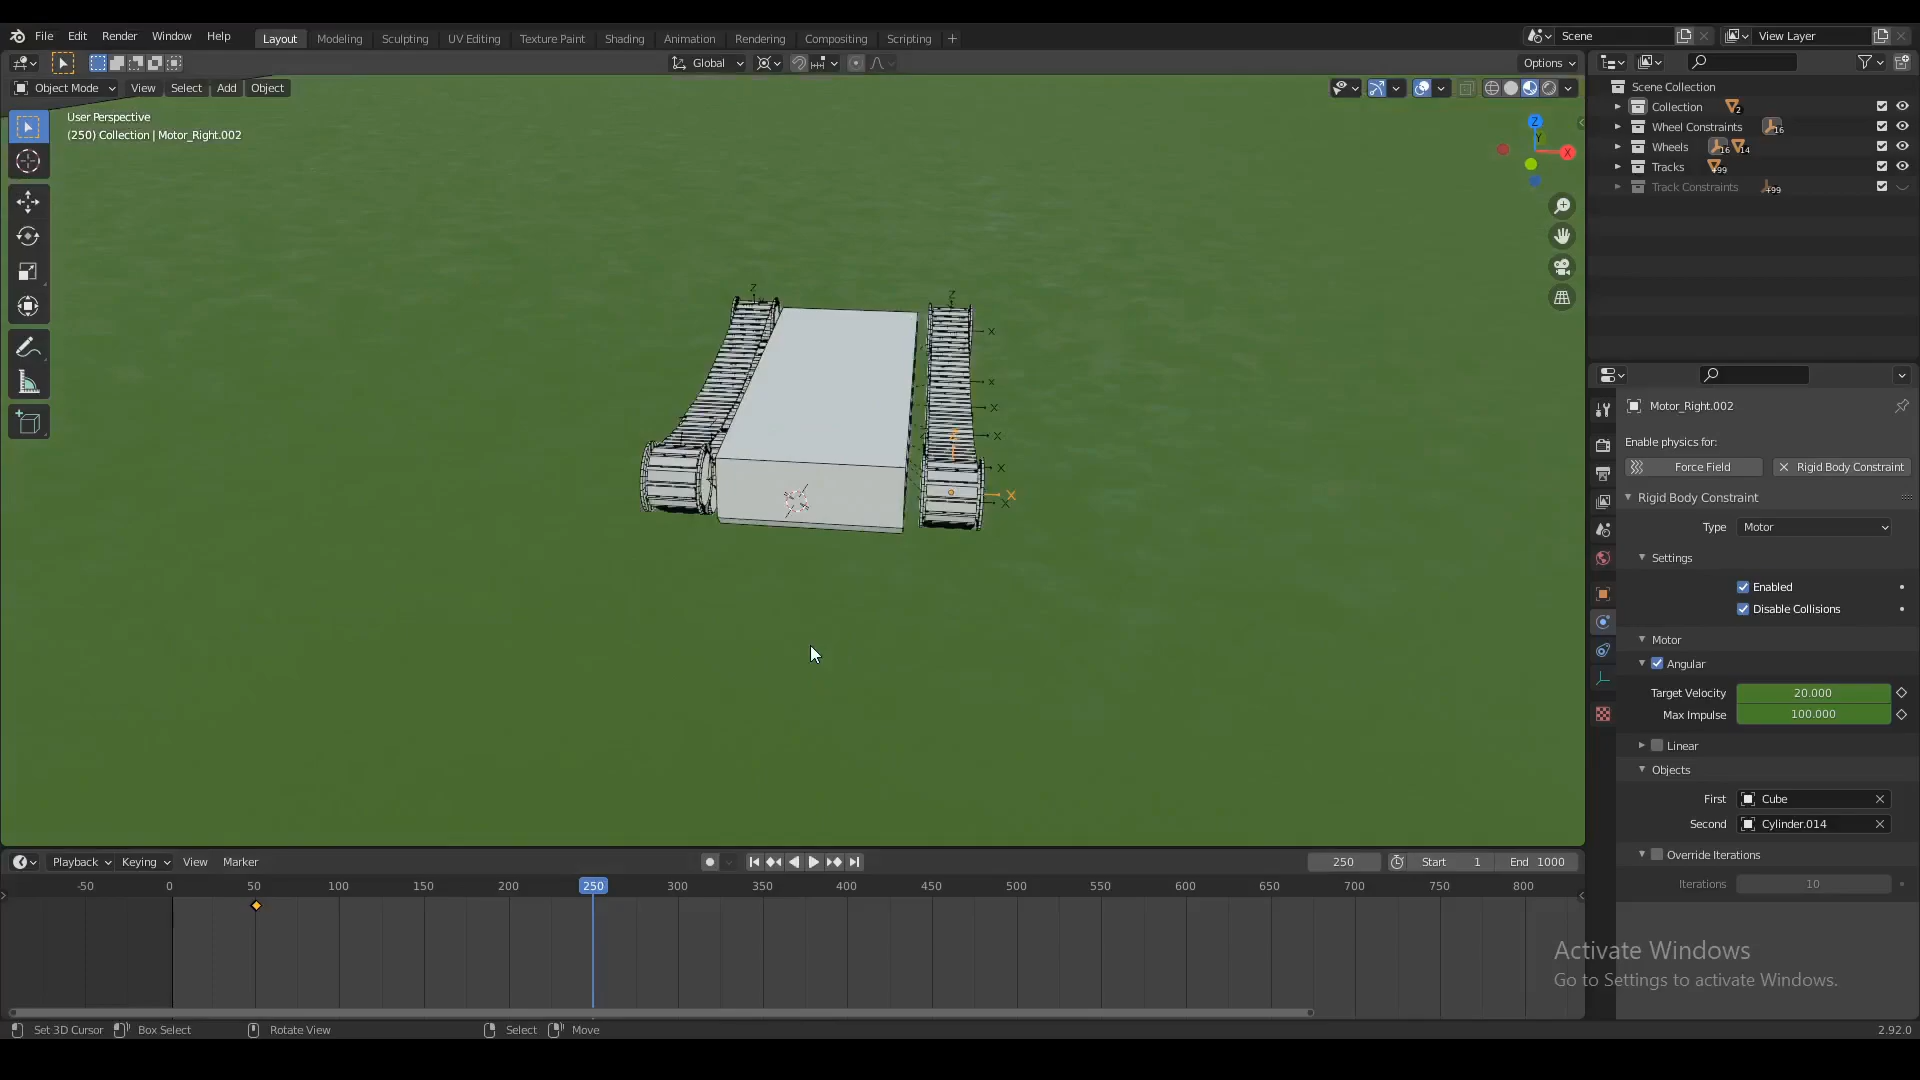 File Edit Render Window Help Layout Modeling Sculpting UV Editing Texture Paint Shading Animation Rendering Compositing Scripting + Scene View Layer
Global Options
Object Mode View Select Add Object
User Perspective
(250) Collection | Motor_Right.002
Scene Collection
Collection 2
Wheel Constraints 16
Wheels 16 14
Tracks +99
Track Constraints +99
Z
Y
X
Z
Z
X
X
X
X
X
X
X
Motor_Right.002
Enable physics for:
Force Field Rigid Body Constraint
Rigid Body Constraint
Type Motor
Settings
Enabled
Disable Collisions
Motor
Angular
Target Velocity 20.000
Max Impulse 100.000
Linear
Objects
First Cube
Second Cylinder.014
Override Iterations
Iterations 10
Playback Keying View Marker 250 Start 1 End 1000
-50 0 50 100 150 200 250 300 350 400 450 500 550 600 650 700 750 800
Activate Windows
Go to Settings to activate Windows.
Set 3D Cursor Box Select Rotate View Select Move 2.92.0